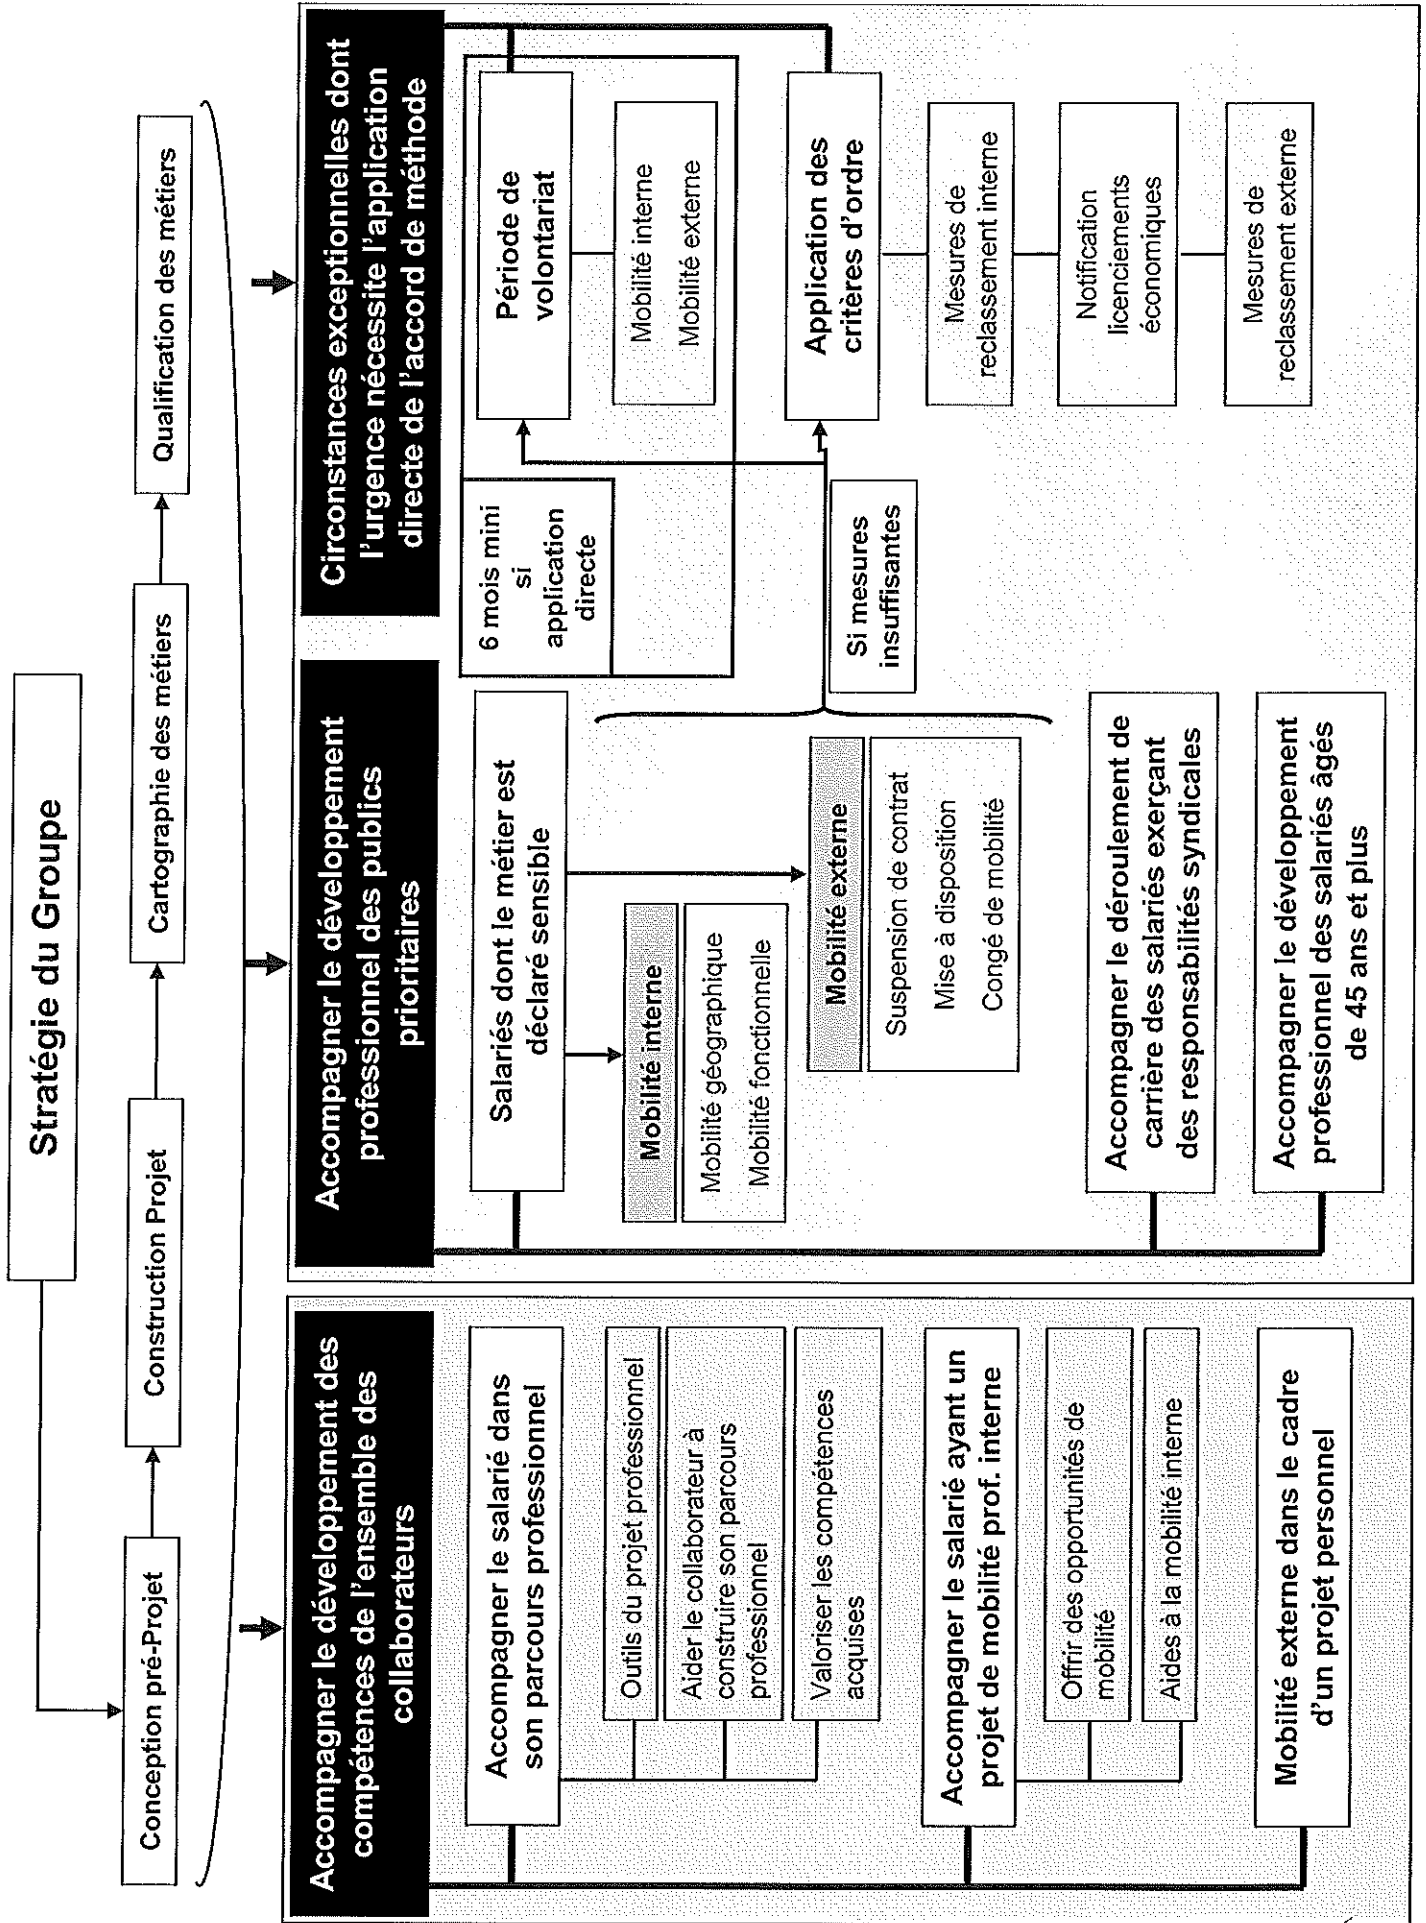 Stratégie du Groupe
Conception pré-Projet
Construction Projet
Cartographie des métiers
Qualification des métiers
Accompagner le développement des
compétences de l'ensemble des
collaborateurs
Accompagner le salarié dans
son parcours professionnel
Outils du projet professionnel
Aider le collaborateur à
construire son parcours
professionnel
Valoriser les compétences
acquises
Accompagner le salarié ayant un
projet de mobilité prof. interne
Offrir des opportunités de
mobilité
Aides à la mobilité interne
Mobilité externe dans le cadre
d'un projet personnel
Accompagner le développement
professionnel des publics
prioritaires
Salariés dont le métier est
déclaré sensible
Mobilité interne
Mobilité géographique
Mobilité fonctionnelle
Mobilité externe
Suspension de contrat
Mise à disposition
Congé de mobilité
Accompagner le déroulement de
carrière des salariés exerçant
des responsabilités syndicales
Accompagner le développement
professionnel des salariés âgés
de 45 ans et plus
Circonstances exceptionnelles dont
l'urgence nécessite l'application
directe de l'accord de méthode
6 mois mini
si
application
directe
Période de
volontariat
Mobilité interne
Mobilité externe
Si mesures
insuffisantes
Application des
critères d'ordre
Mesures de
reclassement interne
Notification
licenciements
économiques
Mesures de
reclassement externe